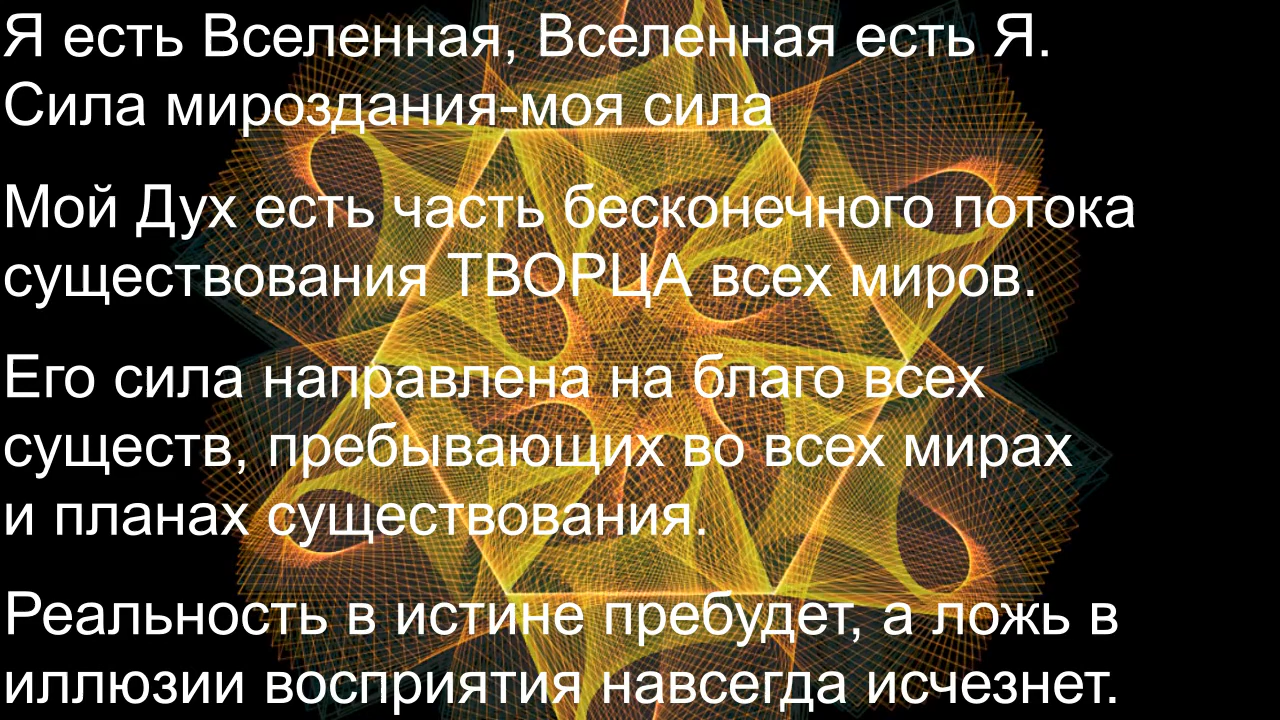 Я есть Вселенная, Вселенная есть Я.
Сила мироздания-моя сила
Мой Дух есть часть бесконечного потока
существования ТВОРЦА всех миров.
Его сила направлена на благо всех
существ, пребывающих во всех мирах
и планах существования.
Реальность в истине пребудет, а ложь в
иллюзии восприятия навсегда исчезнет.